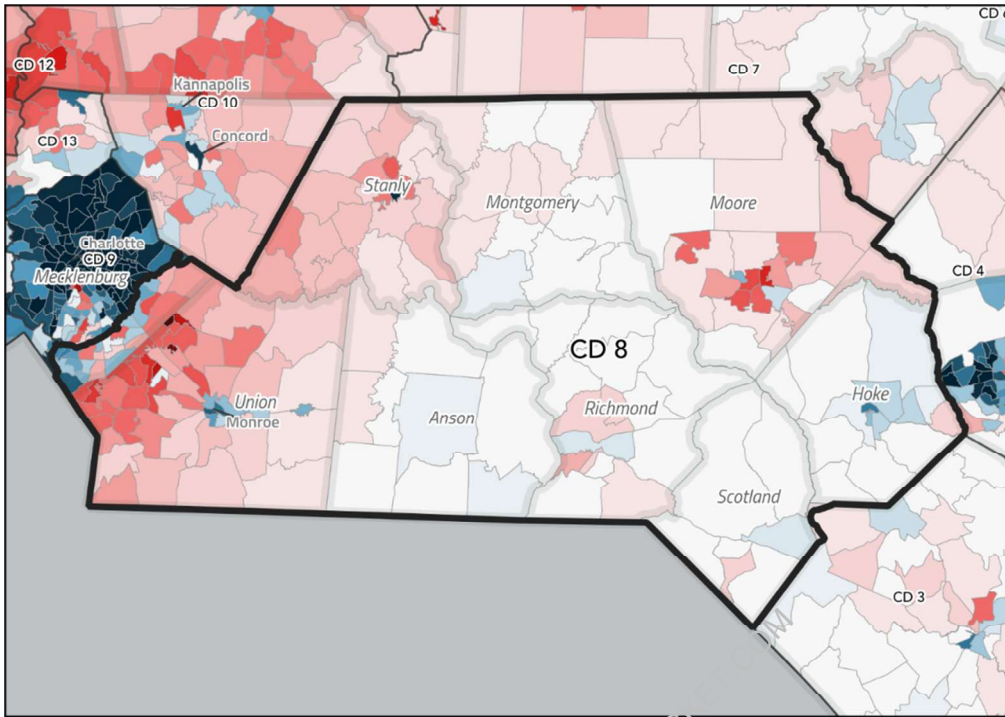 CD 12
Kannapolis
CD 10
CD 7
CD 13
Concord
Stanly
Montgomery
Moore
Charlotte
CD 9
Mecklenburg
CD 4
CD 8
Union
Monroe
Anson
Richmond
Hoke
Scotland
CD 3